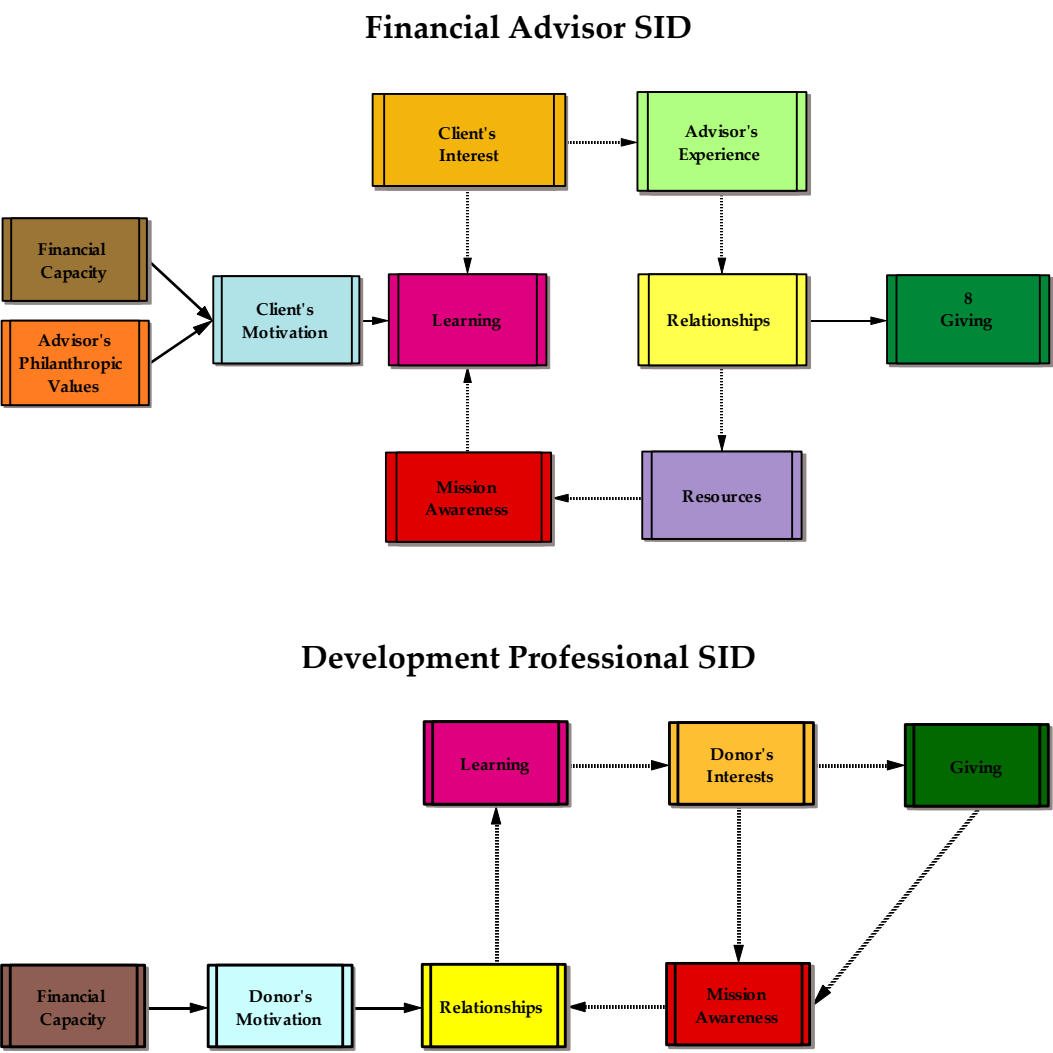 Financial Advisor SID
Client's
Interest
Advisor's
Experience
Financial
Capacity
Advisor's
Philanthropic
Values
Client's
Motivation
Learning
Relationships
8
Giving
Mission
Awareness
Resources
Development Professional SID
Learning
Donor's
Interests
Giving
Financial
Capacity
Donor's
Motivation
Relationships
Mission
Awareness